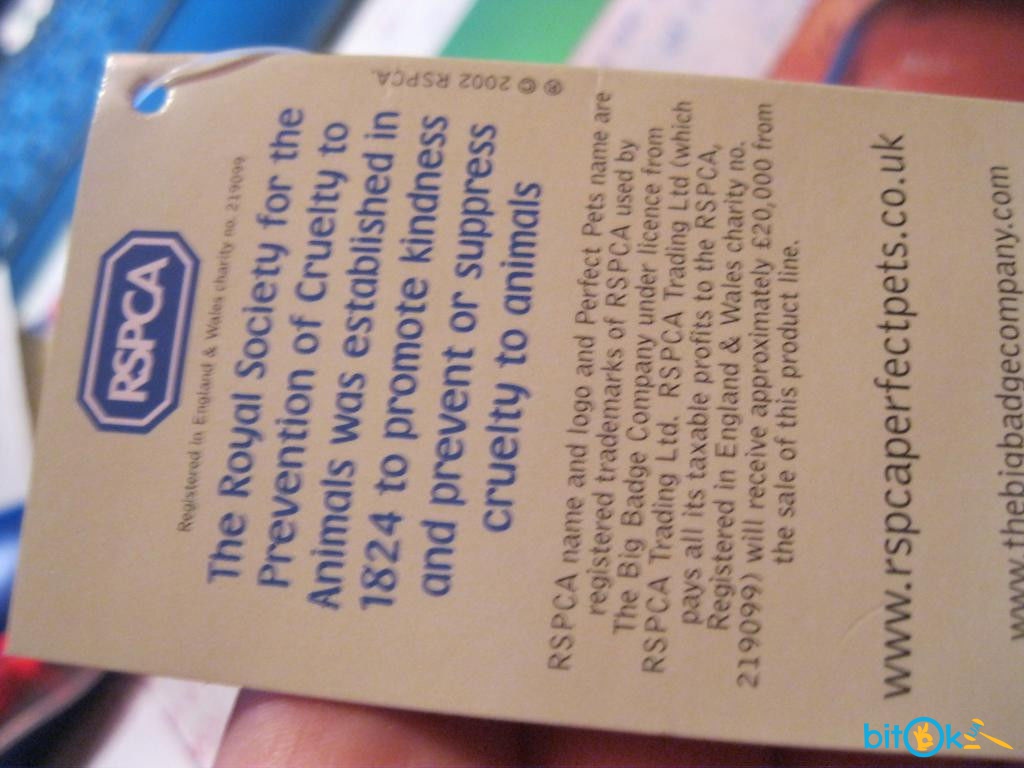 RSPCA
Registered in England & Wales charity no. 219099
The Royal Society for the
Prevention of Cruelty to
Animals was established in
1824 to promote kindness
and prevent or suppress
cruelty to animals
® © 2002 RSPCA.
RSPCA name and logo and Perfect Pets name are
registered trademarks of RSPCA used by
The Big Badge Company under licence from
RSPCA Trading Ltd. RSPCA Trading Ltd (which
pays all its taxable profits to the RSPCA,
Registered in England & Wales charity no.
219099) will receive approximately £20,000 from
the sale of this product line.
www.rspcaperfectpets.co.uk
www.thebigbadgecompany.com
bitOk